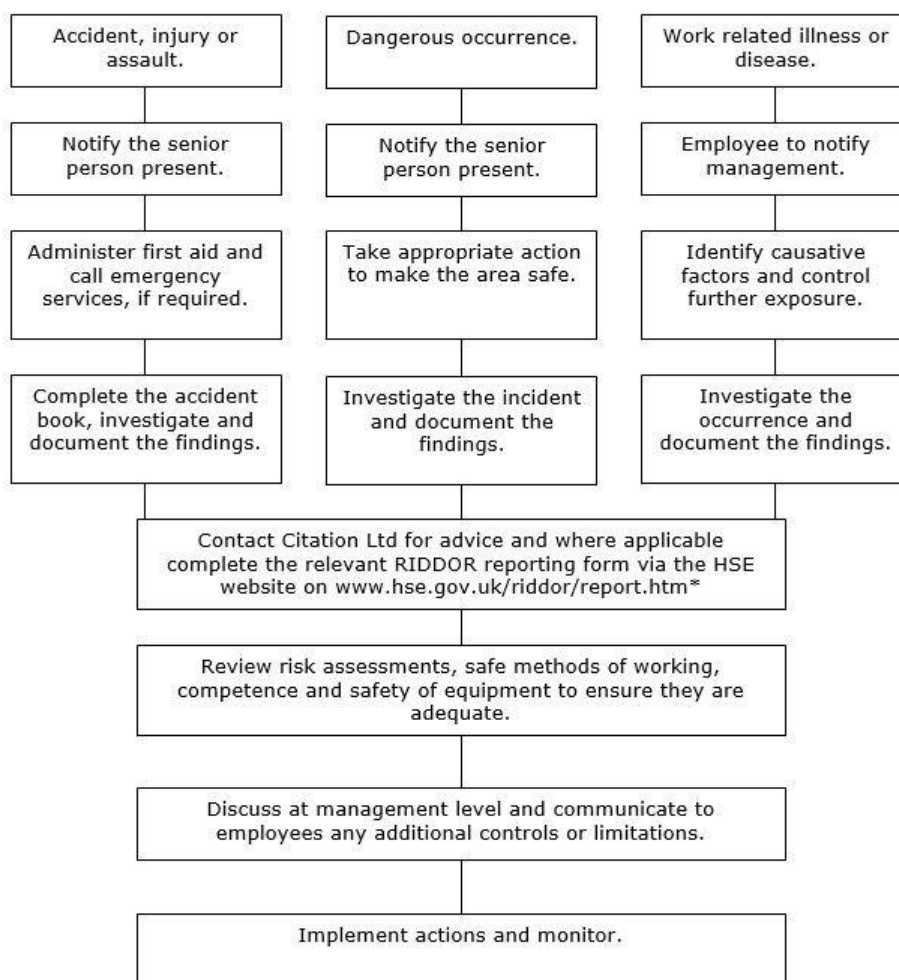 Accident, injury or
assault.
Dangerous occurrence.
Work related illness or
disease.
Notify the senior
person present.
Notify the senior
person present.
Employee to notify
management.
Administer first aid and
call emergency
services, if required.
Take appropriate action
to make the area safe.
Identify causative
factors and control
further exposure.
Complete the accident
book, investigate and
document the findings.
Investigate the incident
and document the
findings.
Investigate the
occurrence and
document the findings.
Contact Citation Ltd for advice and where applicable
complete the relevant RIDDOR reporting form via the HSE
website on www.hse.gov.uk/riddor/report.htm*
Review risk assessments, safe methods of working,
competence and safety of equipment to ensure they are
adequate.
Discuss at management level and communicate to
employees any additional controls or limitations.
Implement actions and monitor.